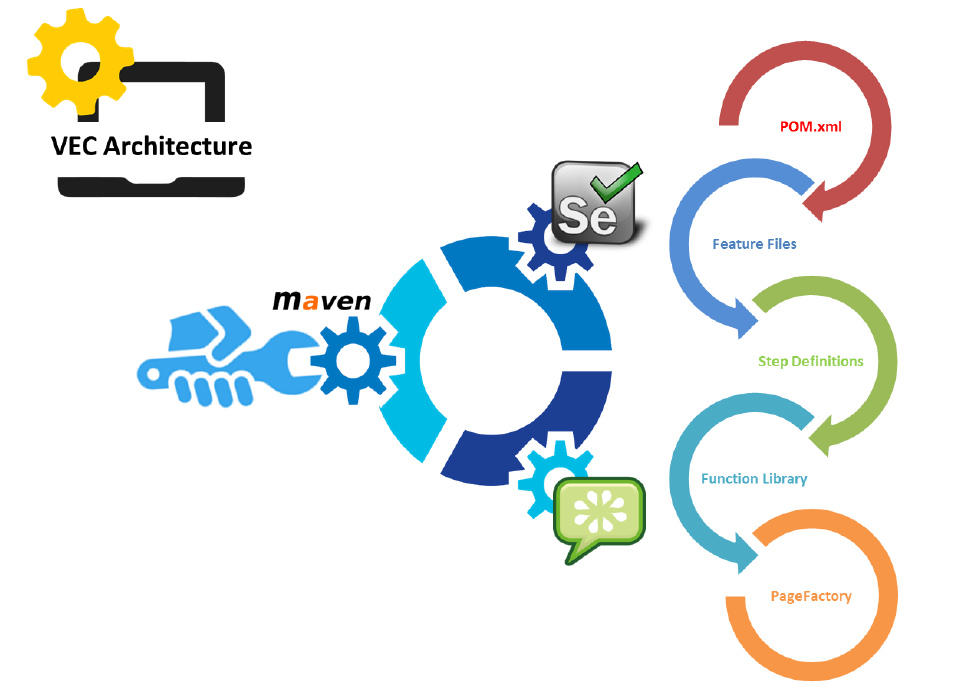 VEC Architecture
maven
Se
POM.xml
Feature Files
Step Definitions
Function Library
PageFactory